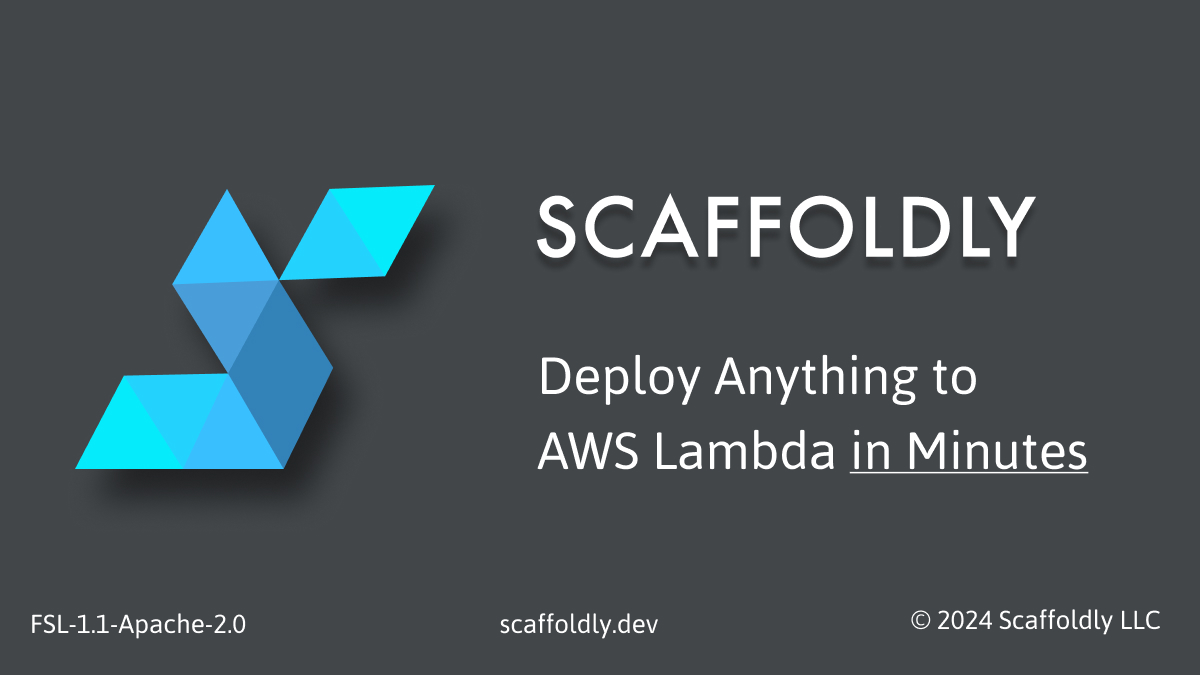 SCAFFOLDLY
Deploy Anything to
AWS Lambda in Minutes
FSL-1.1-Apache-2.0
scaffoldly.dev
© 2024 Scaffoldly LLC